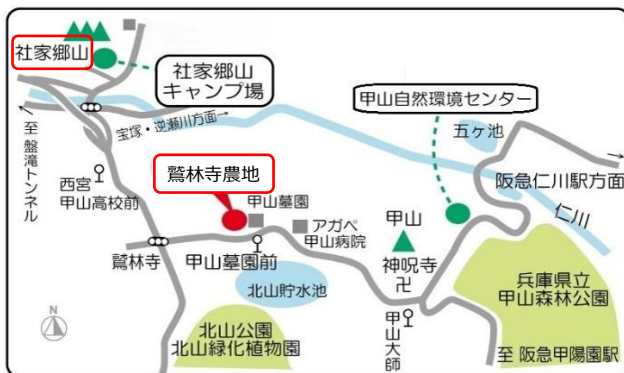 社家郷山
社家郷山
キャンプ場
甲山自然環境センター
五ヶ池
宝塚・逆瀬川方面→
→
阪急仁川駅方面
仁川
←至 盤滝トンネル
西宮
甲山高校前
鷲林寺農地
甲山墓園
アガペ
甲山病院
甲山
神呪寺
卍
鷲林寺
甲山墓園前
北山貯水池
兵庫県立
甲山森林公園
甲山大師
N
北山公園
北山緑化植物園
至 阪急甲陽園駅